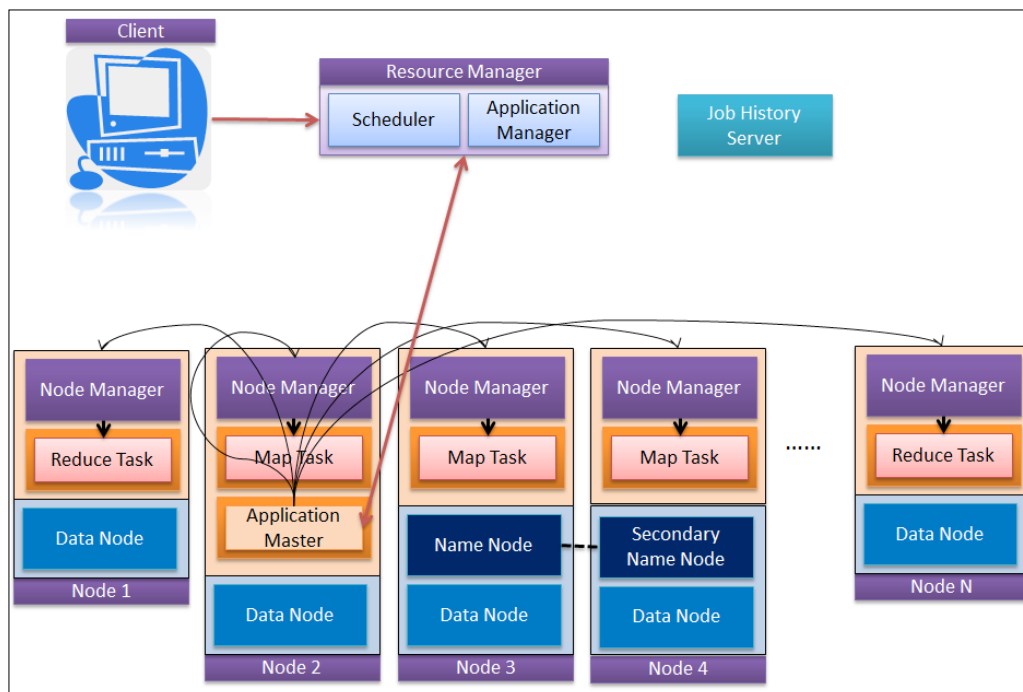 Client
Resource Manager
Scheduler
Application
Manager
Job History
Server
Node Manager
Reduce Task
Data Node
Node 1
Node Manager
Map Task
Application
Master
Data Node
Node 2
Node Manager
Map Task
Name Node
Data Node
Node 3
Node Manager
Map Task
Secondary
Name Node
Data Node
Node 4
......
Node Manager
Reduce Task
Data Node
Node N